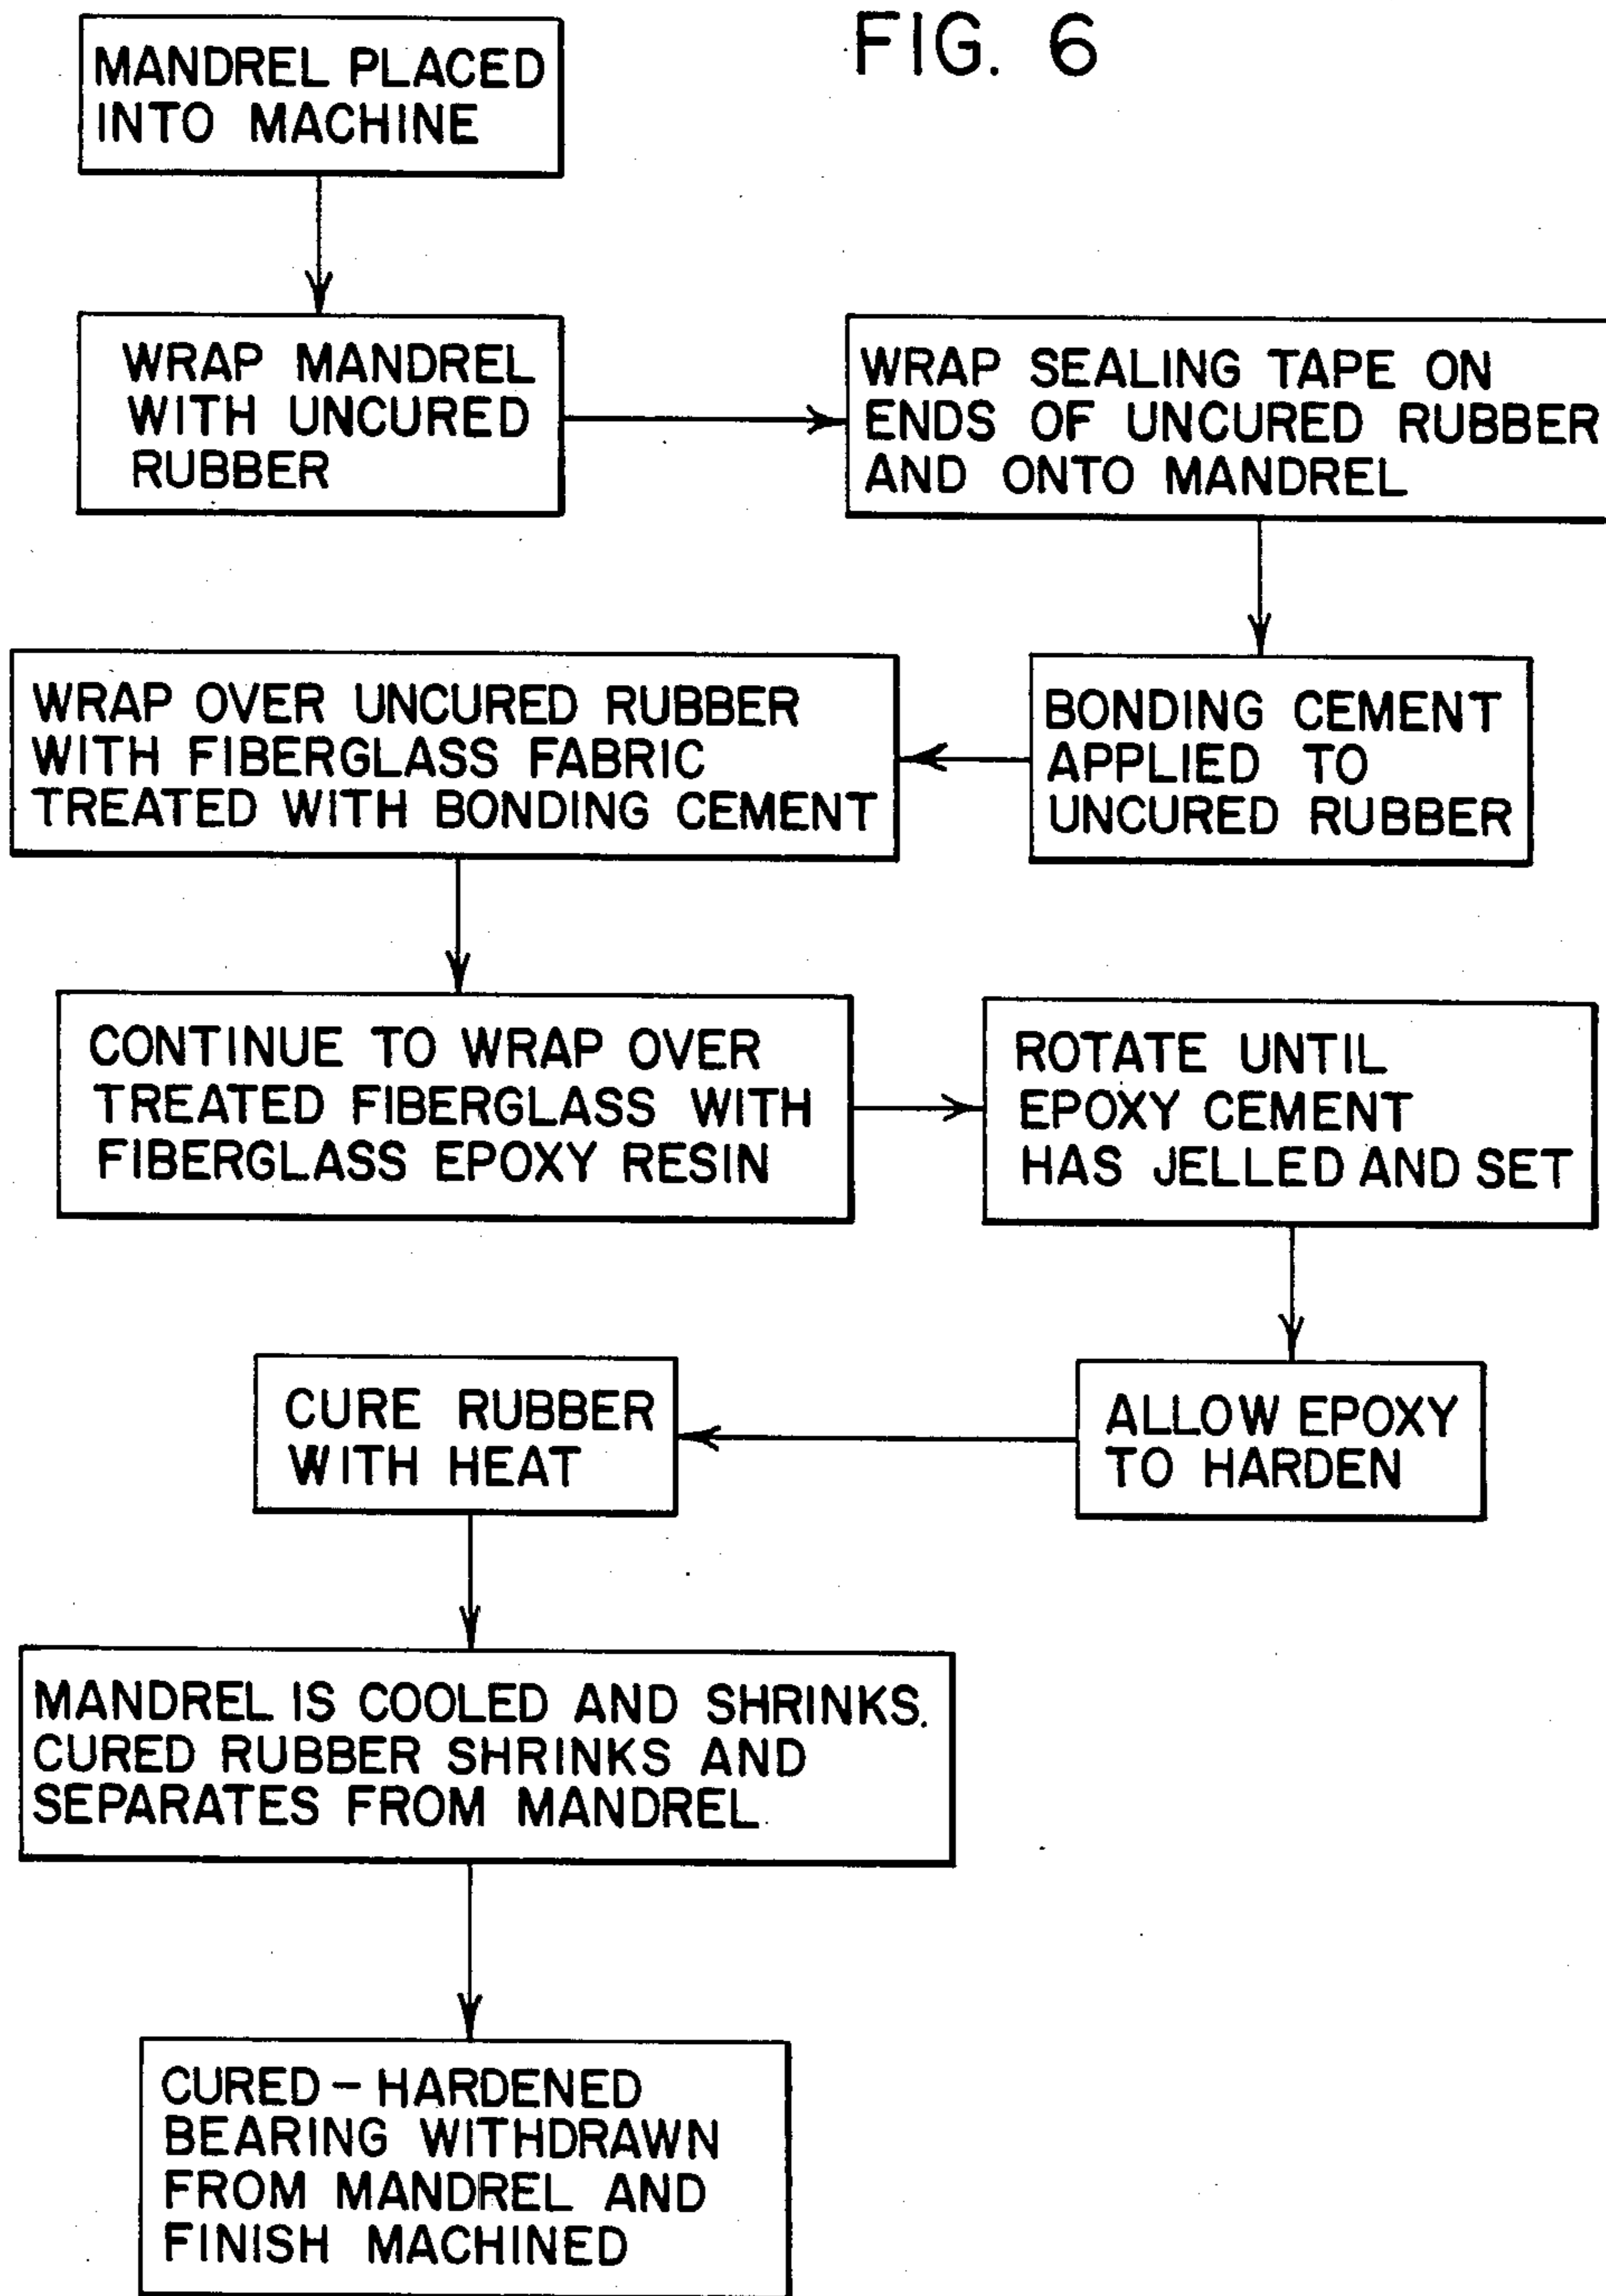 FIG. 6
MANDREL PLACED
INTO MACHINE
WRAP MANDREL
WITH UNCURED
RUBBER
WRAP SEALING TAPE ON
ENDS OF UNCURED RUBBER
AND ONTO MANDREL
BONDING CEMENT
APPLIED TO
UNCURED RUBBER
WRAP OVER UNCURED RUBBER
WITH FIBERGLASS FABRIC
TREATED WITH BONDING CEMENT
CONTINUE TO WRAP OVER
TREATED FIBERGLASS WITH
FIBERGLASS EPOXY RESIN
ROTATE UNTIL
EPOXY CEMENT
HAS JELLED AND SET
ALLOW EPOXY
TO HARDEN
CURE RUBBER
WITH HEAT
MANDREL IS COOLED AND SHRINKS.
CURED RUBBER SHRINKS AND
SEPARATES FROM MANDREL.
CURED – HARDENED
BEARING WITHDRAWN
FROM MANDREL AND
FINISH MACHINED